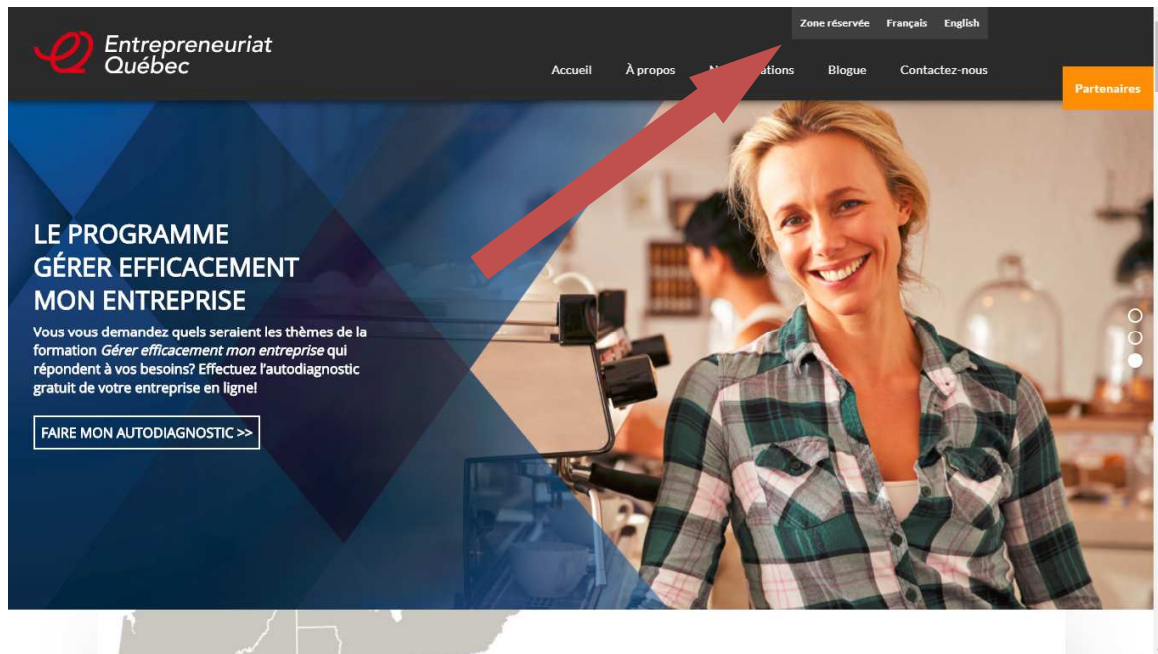 Zone réservée Français English
Entrepreneuriat
Québec
Accueil À propos Blogue Contactez-nous
Partenaires
LE PROGRAMME
GÉRER EFFICACEMENT
MON ENTREPRISE
Vous vous demandez quels seraient les thèmes de la
formation Gérer efficacement mon entreprise qui
répondent à vos besoins? Effectuez l'autodiagnostic
gratuit de votre entreprise en ligne!
FAIRE MON AUTODIAGNOSTIC >>